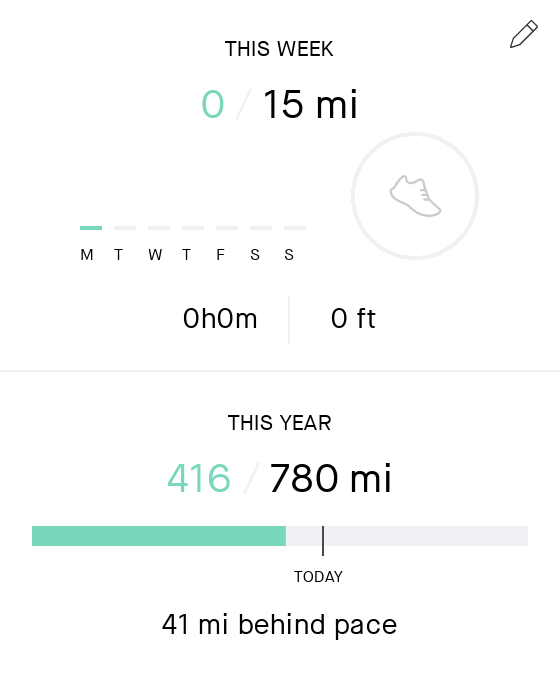 THIS WEEK
0 / 15 mi
M T W T F S S
0h0m 0 ft
THIS YEAR
416 / 780 mi
TODAY
41 mi behind pace